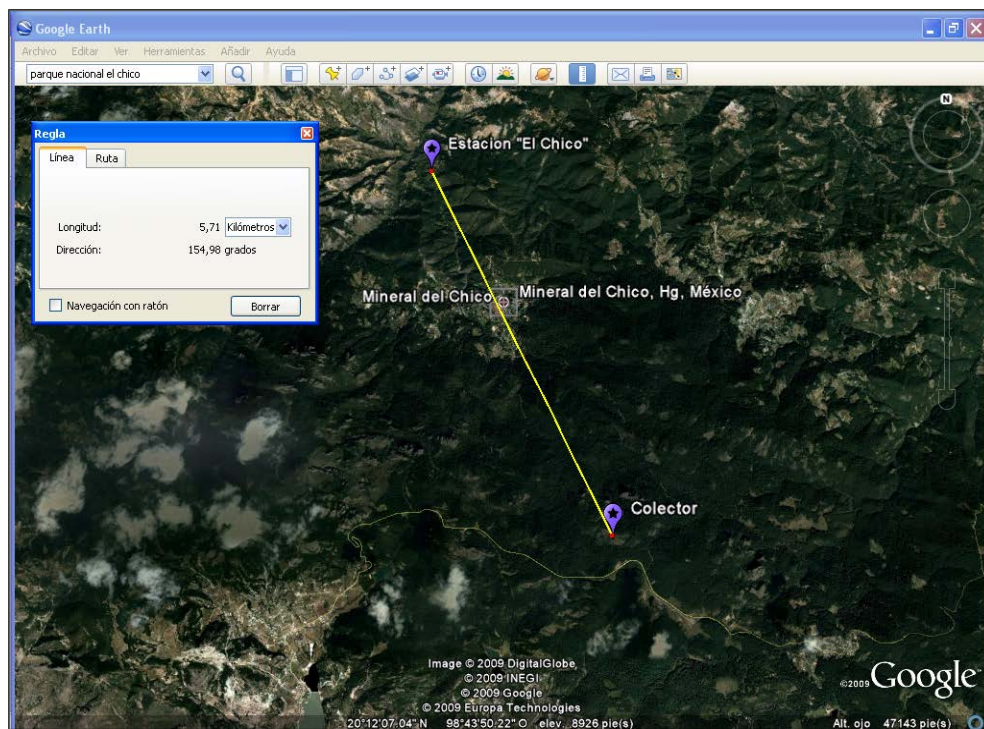 Google Earth
Archivo Editar Ver Herramientas Añadir Ayuda
parque nacional el chico
Regla
Línea Ruta
Longitud: 5,71 Kilómetros
Dirección: 154,98 grados
Navegación con ratón Borrar
N
Estacion "El Chico"
Mineral del Chico Mineral del Chico, Hg, México
Colector
Image © 2009 DigitalGlobe
© 2009 INEGI
© 2009 Google
© 2009 Europa Technologies
©2009 Google
20°12'07.04" N 98°43'50.22" O elev. 8926 pie(s) Alt. ojo 47143 pie(s)